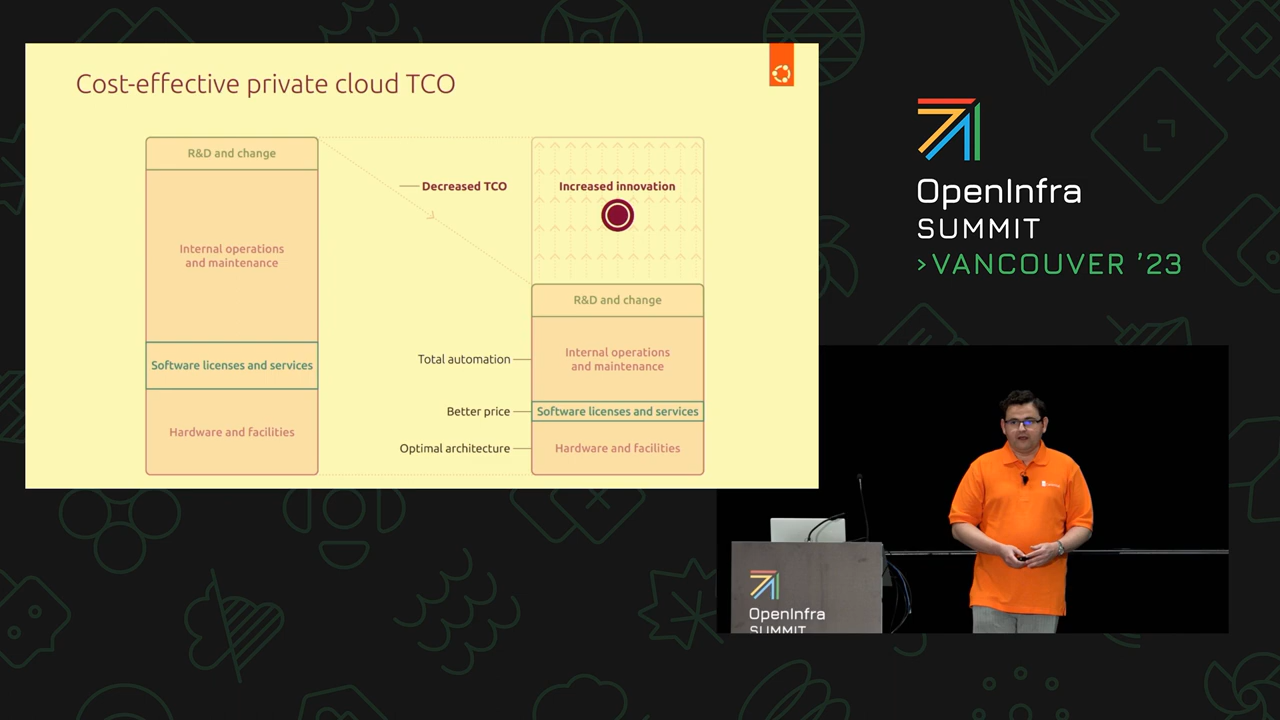 Cost-effective private cloud TCO
R&D and change
Internal operations
and maintenance
Software licenses and services
Hardware and facilities
Decreased TCO
Total automation
Better price
Optimal architecture
Increased innovation
R&D and change
Internal operations
and maintenance
Software licenses and services
Hardware and facilities
OpenInfra
SUMMIT
>VANCOUVER '23
OpenInfra
SUMMIT